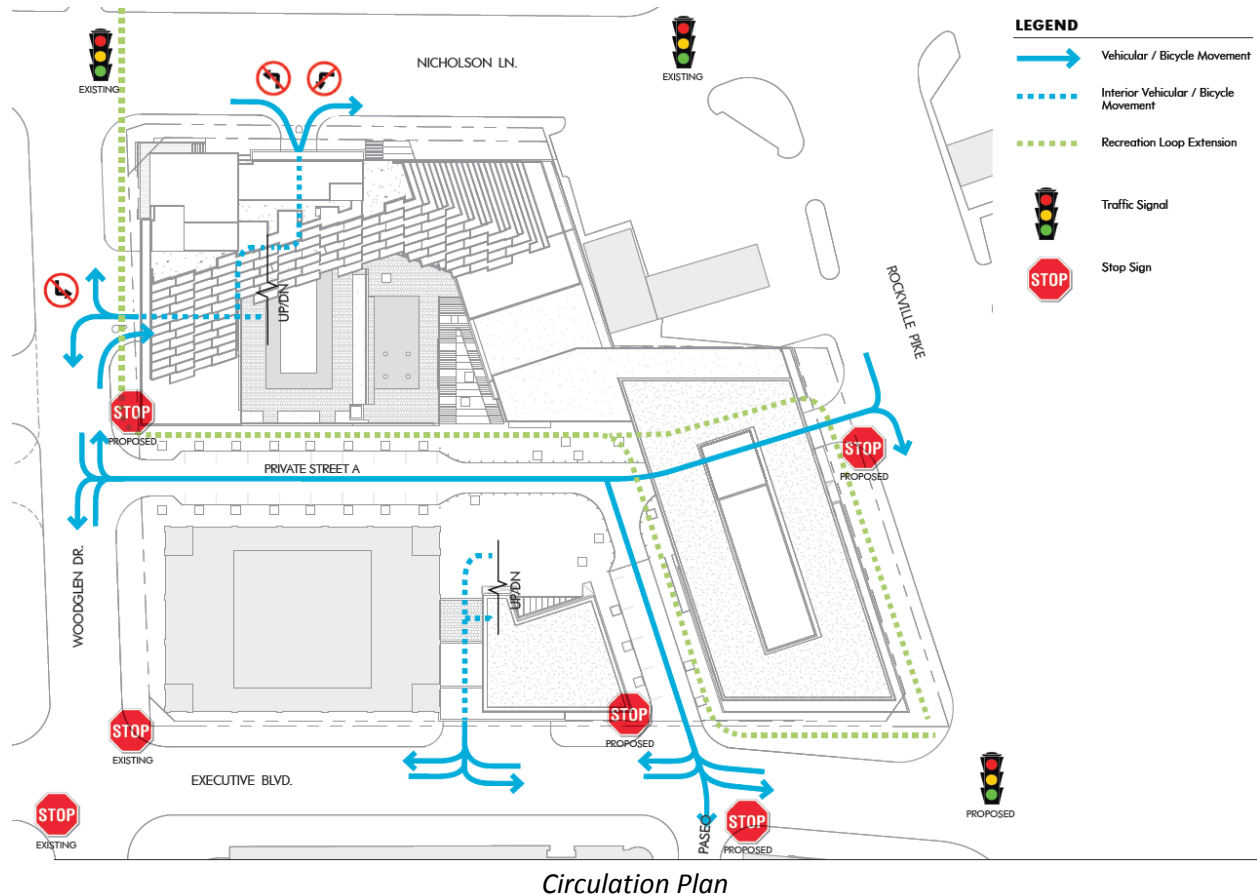 EXISTING
NICHOLSON LN.
EXISTING
UP/DN
ROCKVILLE PIKE
STOP
PROPOSED
PRIVATE STREET A
STOP
PROPOSED
WOODGLEN DR.
UP/DN
STOP
EXISTING
STOP
PROPOSED
EXECUTIVE BLVD.
STOP
EXISTING
PASEO
STOP
PROPOSED
PROPOSED
LEGEND
Vehicular / Bicycle Movement
Interior Vehicular / Bicycle
Movement
Recreation Loop Extension
Traffic Signal
STOP
Stop Sign
Circulation Plan